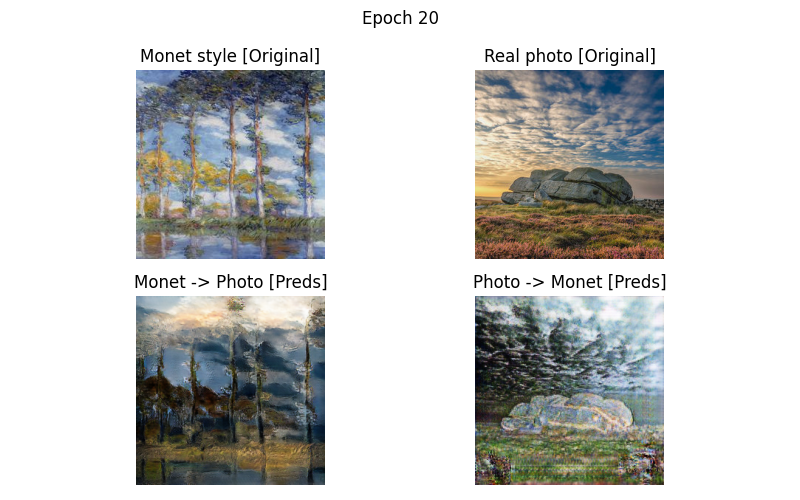 Epoch 20
Monet style [Original]
Real photo [Original]
Monet -> Photo [Preds]
Photo -> Monet [Preds]